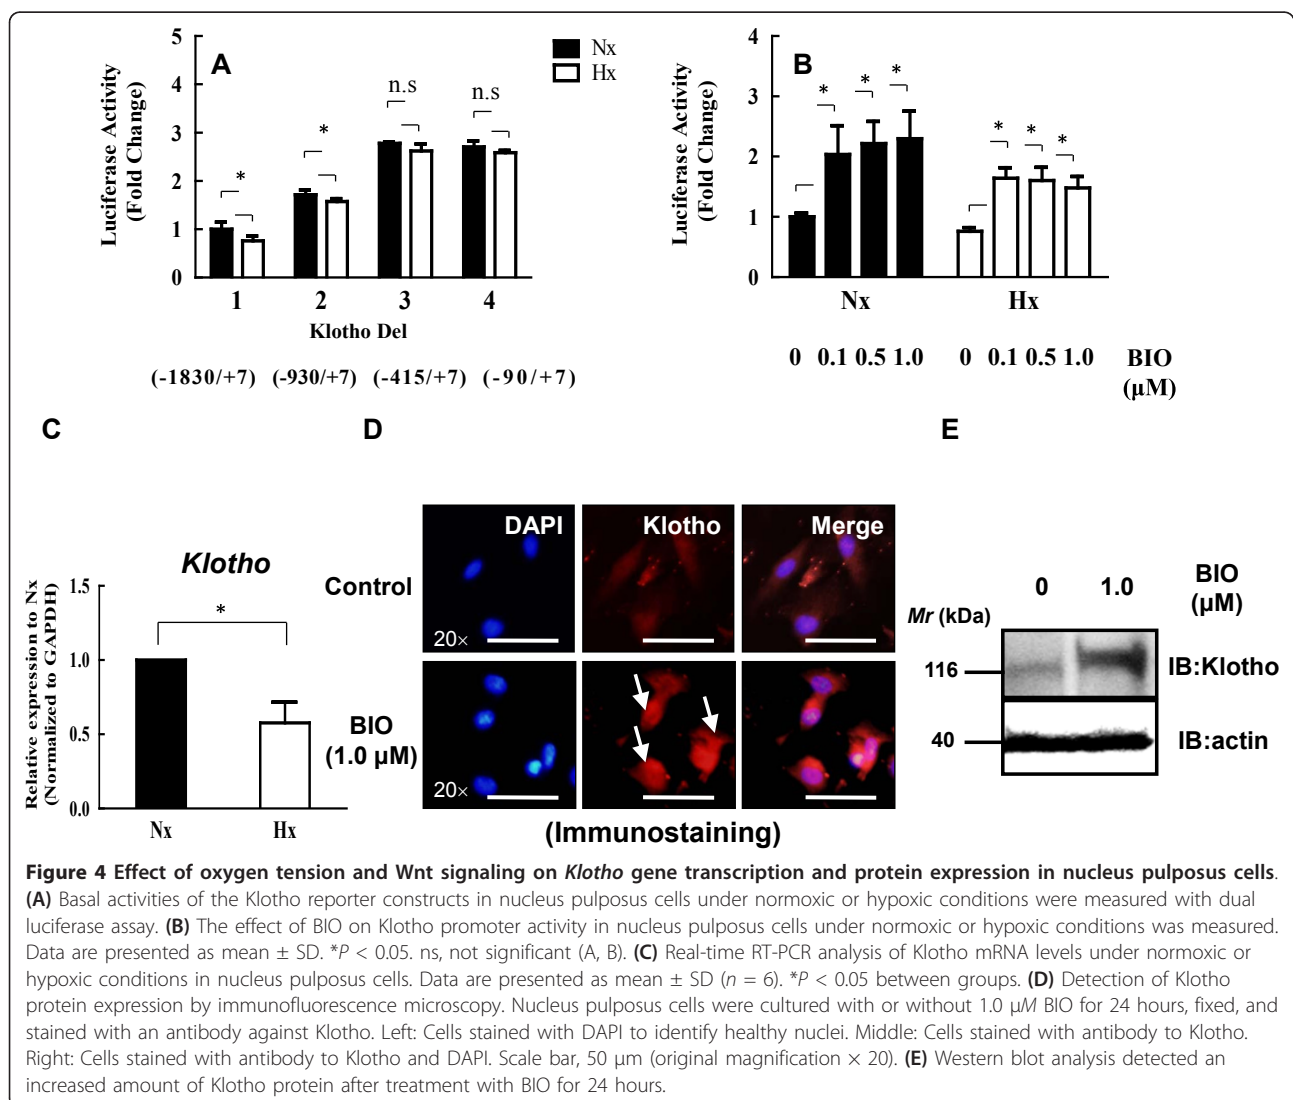 A
Nx
Hx
5
4
3
2
1
0
Luciferase Activity
(Fold Change)
*
*
n.s
n.s
1 2 3 4
Klotho Del
(-1830/+7) (-930/+7) (-415/+7) (-90/+7)
B
4
3
2
1
0
Luciferase Activity
(Fold Change)
* * * * * *
Nx Hx
0 0.1 0.5 1.0 0 0.1 0.5 1.0 BIO
(µM)
C
Klotho
1.5
1.0
0.5
0.0
Relative expression to Nx
(Normalized to GAPDH)
*
Nx Hx
D
DAPI Klotho Merge
Control
20×
BIO
(1.0 µM)
20×
(Immunostaining)
E
0 1.0 BIO
(µM)
Mr (kDa)
116 IB:Klotho
40 IB:actin
Figure 4 Effect of oxygen tension and Wnt signaling on Klotho gene transcription and protein expression in nucleus pulposus cells.
(A) Basal activities of the Klotho reporter constructs in nucleus pulposus cells under normoxic or hypoxic conditions were measured with dual
luciferase assay. (B) The effect of BIO on Klotho promoter activity in nucleus pulposus cells under normoxic or hypoxic conditions was measured.
Data are presented as mean ± SD. *P < 0.05. ns, not significant (A, B). (C) Real-time RT-PCR analysis of Klotho mRNA levels under normoxic or
hypoxic conditions in nucleus pulposus cells. Data are presented as mean ± SD (n = 6). *P < 0.05 between groups. (D) Detection of Klotho
protein expression by immunofluorescence microscopy. Nucleus pulposus cells were cultured with or without 1.0 µM BIO for 24 hours, fixed, and
stained with an antibody against Klotho. Left: Cells stained with DAPI to identify healthy nuclei. Middle: Cells stained with antibody to Klotho.
Right: Cells stained with antibody to Klotho and DAPI. Scale bar, 50 µm (original magnification × 20). (E) Western blot analysis detected an
increased amount of Klotho protein after treatment with BIO for 24 hours.